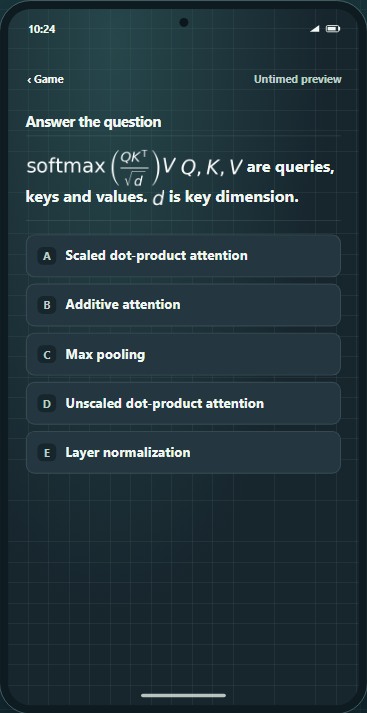 10:24
‹ Game
Untimed preview
Answer the question
softmax (QKᵀ/√d)V Q, K, V are queries,
keys and values. d is key dimension.
A Scaled dot-product attention
B Additive attention
C Max pooling
D Unscaled dot-product attention
E Layer normalization